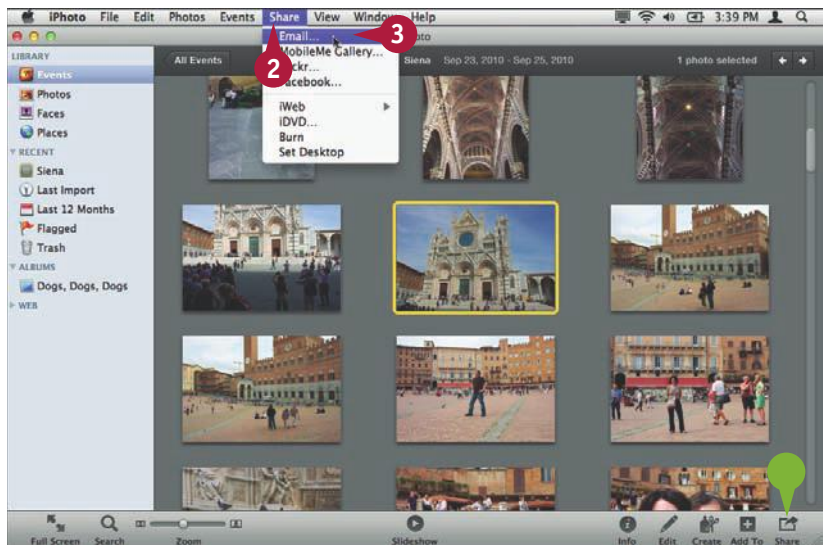 iPhoto File Edit Photos Events Share View Window Help 3:39 PM
LIBRARY
Events
Photos
Faces
Places
RECENT
Siena
Last Import
Last 12 Months
Flagged
Trash
ALBUMS
Dogs, Dogs, Dogs
WEB
All Events
Siena Sep 23, 2010 - Sep 25, 2010
1 photo selected
Email...
MobileMe Gallery...
iWeb
iDVD...
Burn
Set Desktop
2
3
Full Screen Search Zoom Slideshow Info Edit Create Add To Share